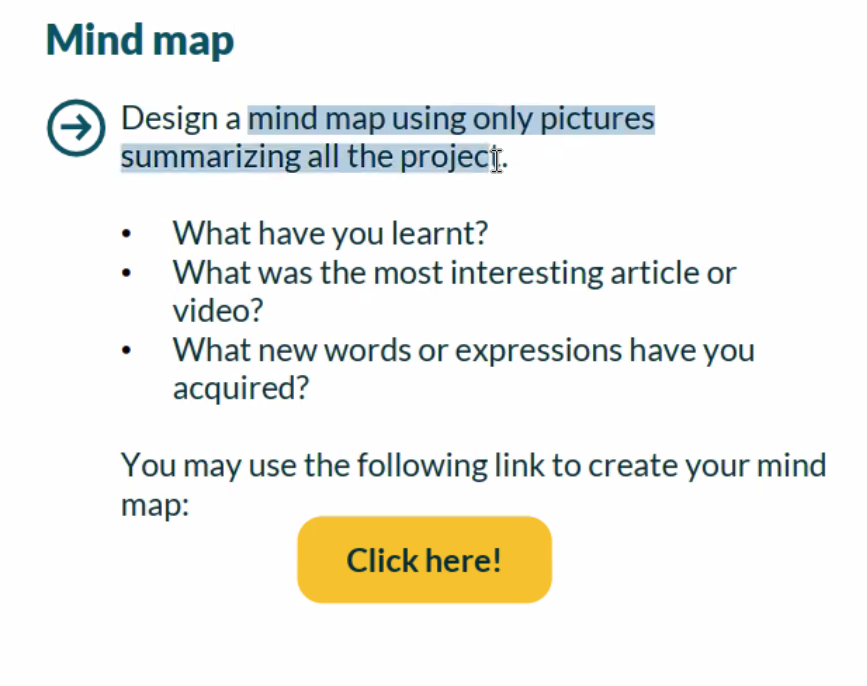 Mind map
Design a mind map using only pictures
summarizing all the project.
• What have you learnt?
• What was the most interesting article or
video?
• What new words or expressions have you
acquired?
You may use the following link to create your mind
map:
Click here!